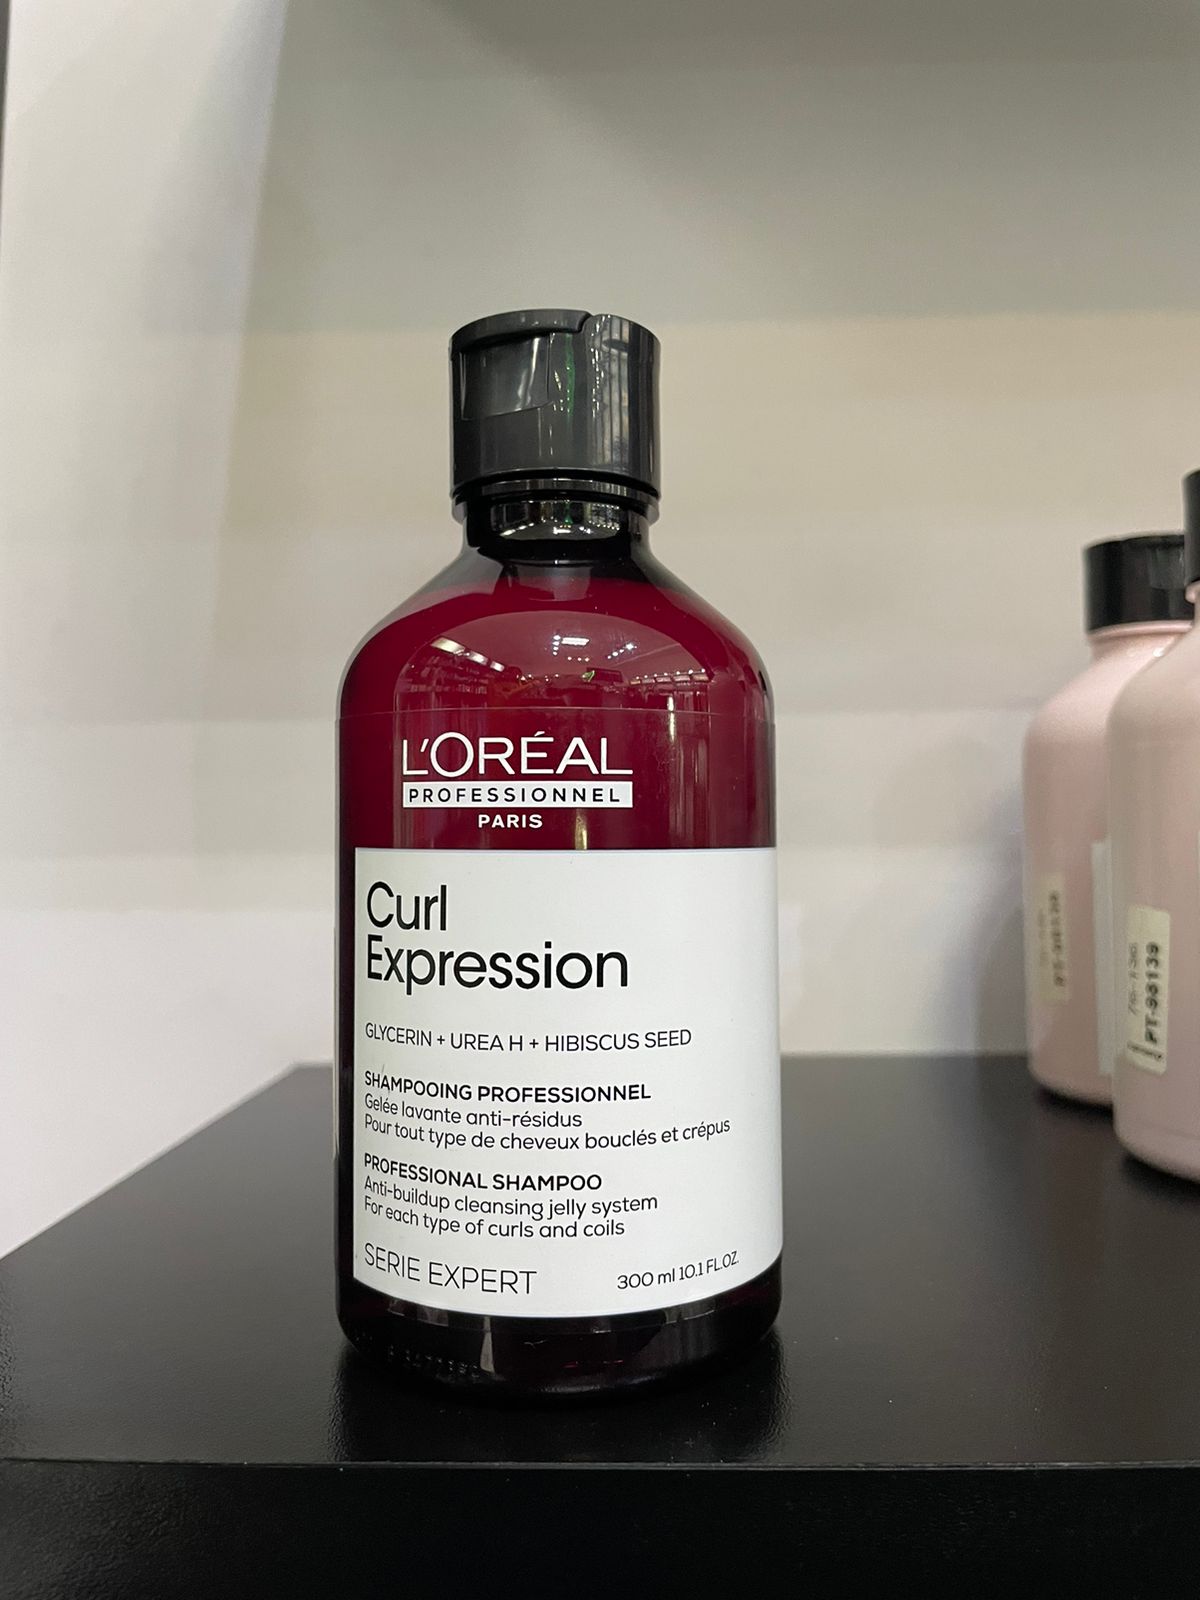 L'ORÉAL
PROFESSIONNEL
PARIS
Curl
Expression
GLYCERIN + UREA H + HIBISCUS SEED
SHAMPOOING PROFESSIONNEL
Gelée lavante anti-résidus
Pour tout type de cheveux bouclés et crépus
PROFESSIONAL SHAMPOO
Anti-buildup cleansing jelly system
For each type of curls and coils
SERIE EXPERT
300 ml 10.1 FL.OZ.
PT-98139